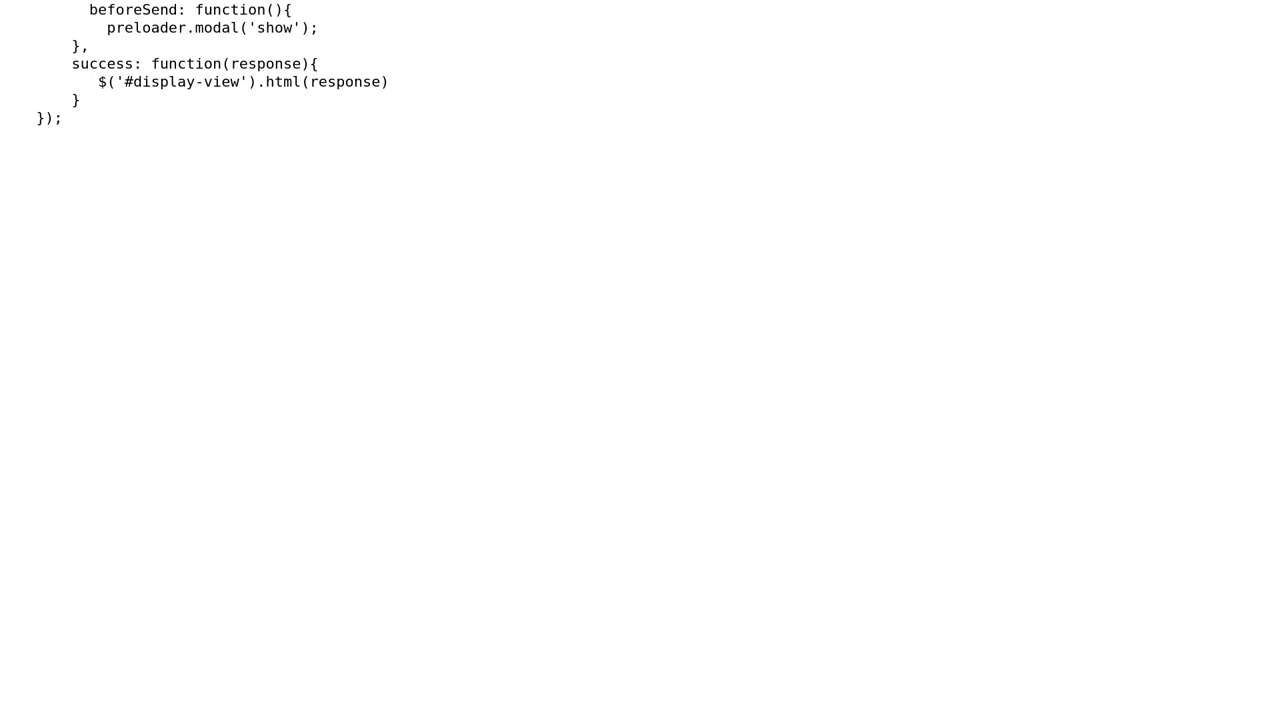 beforeSend: function(){
preloader.modal('show');
},
success: function(response){
$('#display-view').html(response)
}
});